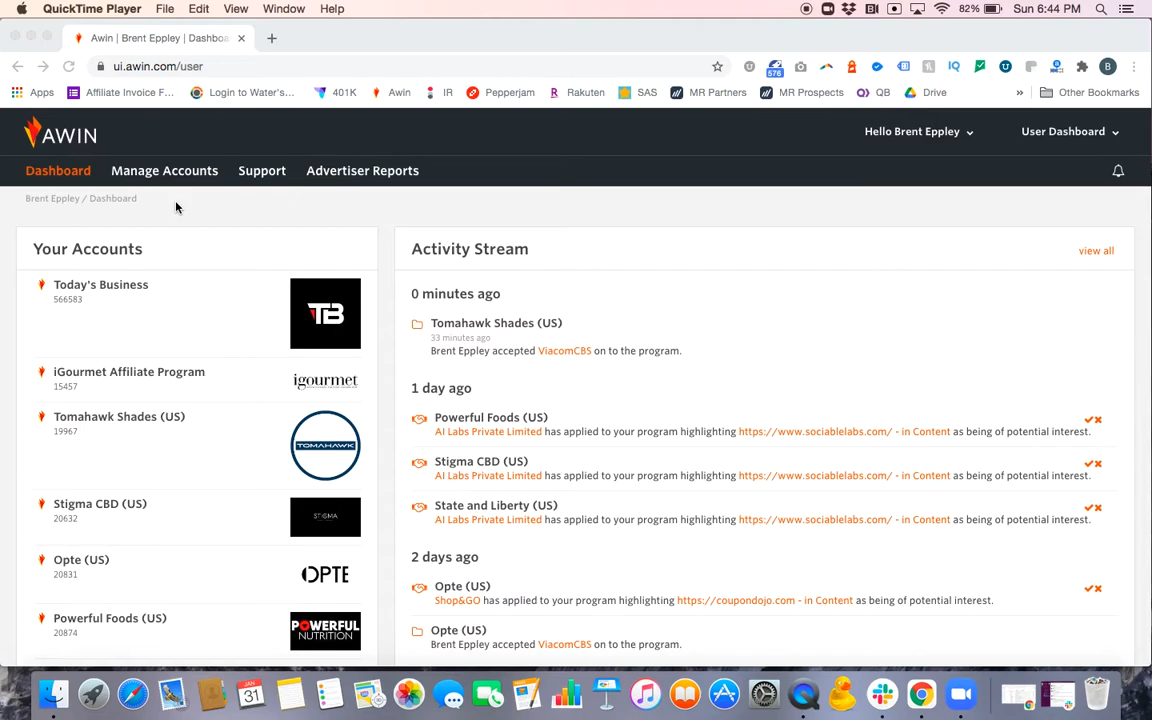 QuickTime Player File Edit View Window Help 82% Sun 6:44 PM
Awin | Brent Eppley | Dashboa
ui.awin.com/user
576
B
Apps Affiliate Invoice F... Login to Water's... 401K Awin IR Pepperjam Rakuten SAS MR Partners MR Prospects QB Drive » Other Bookmarks
AWIN
Hello Brent Eppley User Dashboard
Dashboard Manage Accounts Support Advertiser Reports
Brent Eppley / Dashboard
Your Accounts
Today's Business
566583
TB
iGourmet Affiliate Program
15457
igourmet
Tomahawk Shades (US)
19967
TOMAHAWK
Stigma CBD (US)
20632
STIGMA
Opte (US)
20831
OPTE
Powerful Foods (US)
20874
POWERFUL
NUTRITION
Activity Stream
view all
0 minutes ago
Tomahawk Shades (US)
33 minutes ago
Brent Eppley accepted ViacomCBS on to the program.
1 day ago
Powerful Foods (US)
AI Labs Private Limited has applied to your program highlighting https://www.sociablelabs.com/ - in Content as being of potential interest.
Stigma CBD (US)
AI Labs Private Limited has applied to your program highlighting https://www.sociablelabs.com/ - in Content as being of potential interest.
State and Liberty (US)
AI Labs Private Limited has applied to your program highlighting https://www.sociablelabs.com/ - in Content as being of potential interest.
2 days ago
Opte (US)
Shop&GO has applied to your program highlighting https://coupondojo.com - in Content as being of potential interest.
Opte (US)
Brent Eppley accepted ViacomCBS on to the program.
JAN
31